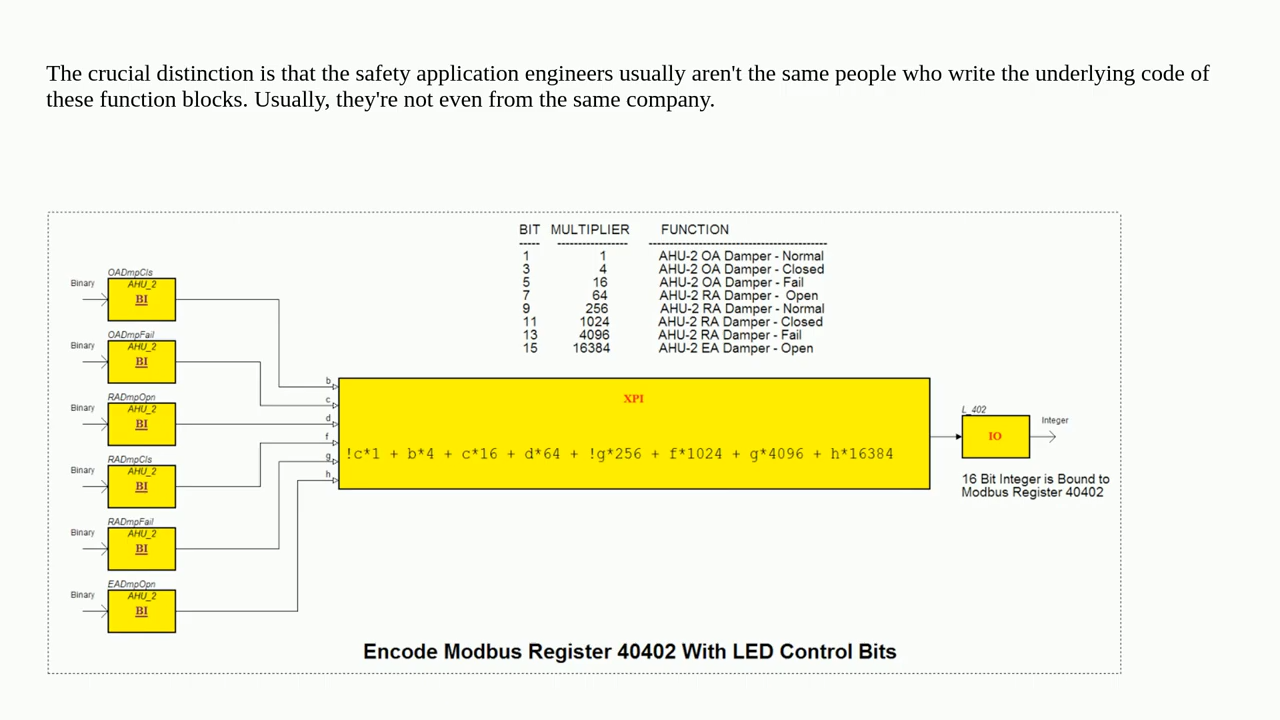 The crucial distinction is that the safety application engineers usually aren't the same people who write the underlying code of
these function blocks. Usually, they're not even from the same company.
BIT MULTIPLIER FUNCTION
----- ---------------- -----------------------------------------
1 1 AHU-2 OA Damper - Normal
3 4 AHU-2 OA Damper - Closed
5 16 AHU-2 OA Damper - Fail
7 64 AHU-2 RA Damper - Open
9 256 AHU-2 RA Damper - Normal
11 1024 AHU-2 RA Damper - Closed
13 4096 AHU-2 RA Damper - Fail
15 16384 AHU-2 EA Damper - Open
OADmpCls
Binary
AHU_2
BI
OADmpFail
Binary
AHU_2
BI
RADmpOpn
Binary
AHU_2
BI
RADmpCls
Binary
AHU_2
BI
RADmpFail
Binary
AHU_2
BI
EADmpOpn
Binary
AHU_2
BI
b
c
d
f
g
h
XPI
!c*1 + b*4 + c*16 + d*64 + !g*256 + f*1024 + g*4096 + h*16384
L_402
IO
Integer
16 Bit Integer is Bound to
Modbus Register 40402
Encode Modbus Register 40402 With LED Control Bits